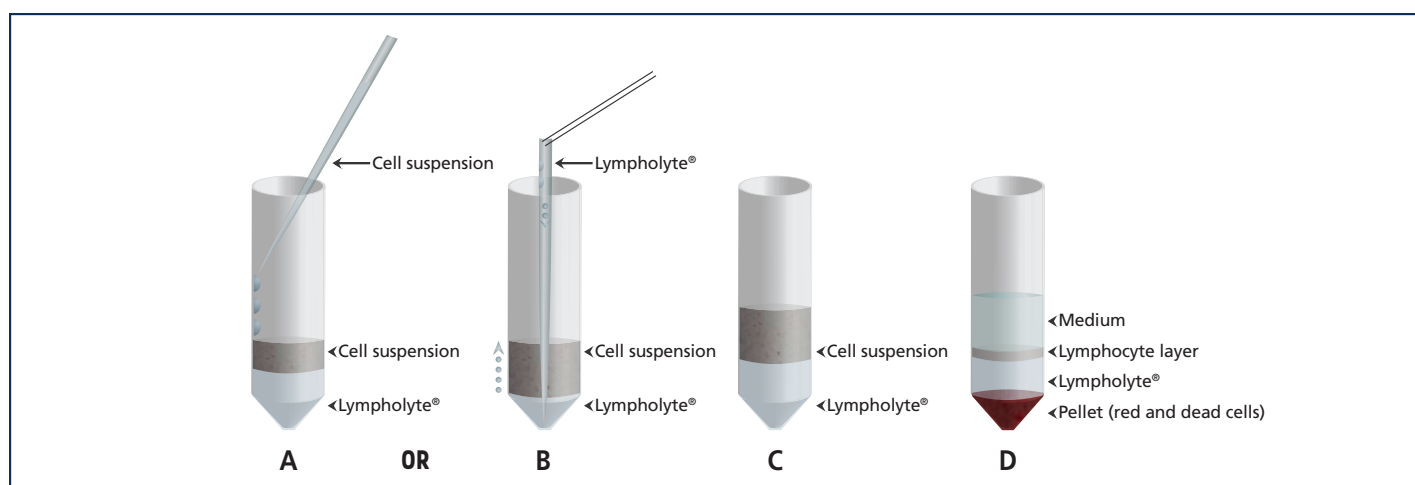 Cell suspension
Lympholyte®
Medium
Cell suspension
Cell suspension
Cell suspension
Lymphocyte layer
Lympholyte®
Lympholyte®
Lympholyte®
Lympholyte®
Pellet (red and dead cells)
A
OR
B
C
D